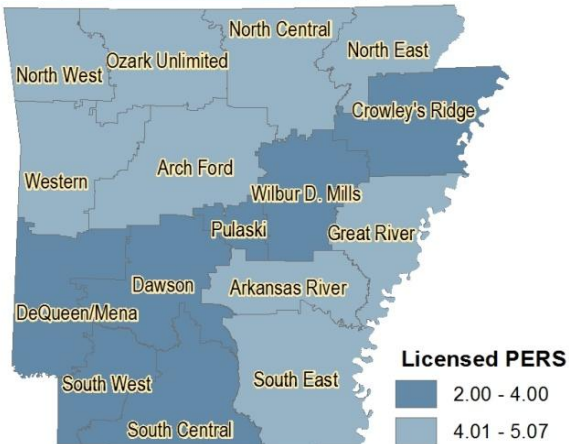 North Central
North East
Ozark Unlimited
North West
Crowley's Ridge
Arch Ford
Western
Wilbur D. Mills
Pulaski
Great River
Dawson
Arkansas River
DeQueen/Mena
South West
South East
South Central
Licensed PERS
2.00 - 4.00
4.01 - 5.07